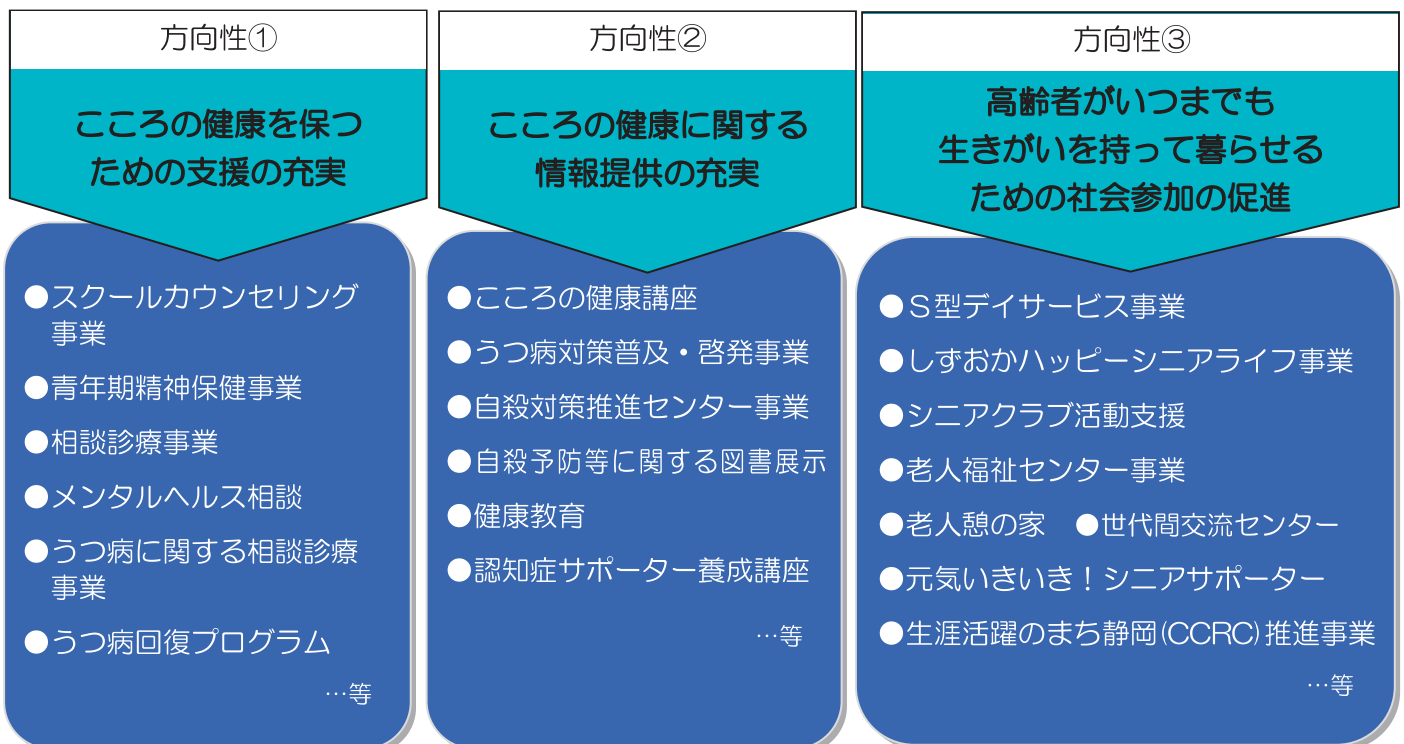 方向性①
こころの健康を保つ
ための支援の充実
●スクールカウンセリング
事業
●青年期精神保健事業
●相談診療事業
●メンタルヘルス相談
●うつ病に関する相談診療
事業
●うつ病回復プログラム
…等
方向性②
こころの健康に関する
情報提供の充実
●こころの健康講座
●うつ病対策普及・啓発事業
●自殺対策推進センター事業
●自殺予防等に関する図書展示
●健康教育
●認知症サポーター養成講座
…等
方向性③
高齢者がいつまでも
生きがいを持って暮らせる
ための社会参加の促進
●S型デイサービス事業
●しずおかハッピーシニアライフ事業
●シニアクラブ活動支援
●老人福祉センター事業
●老人憩の家 ●世代間交流センター
●元気いきいき!シニアサポーター
●生涯活躍のまち静岡(CCRC)推進事業
…等